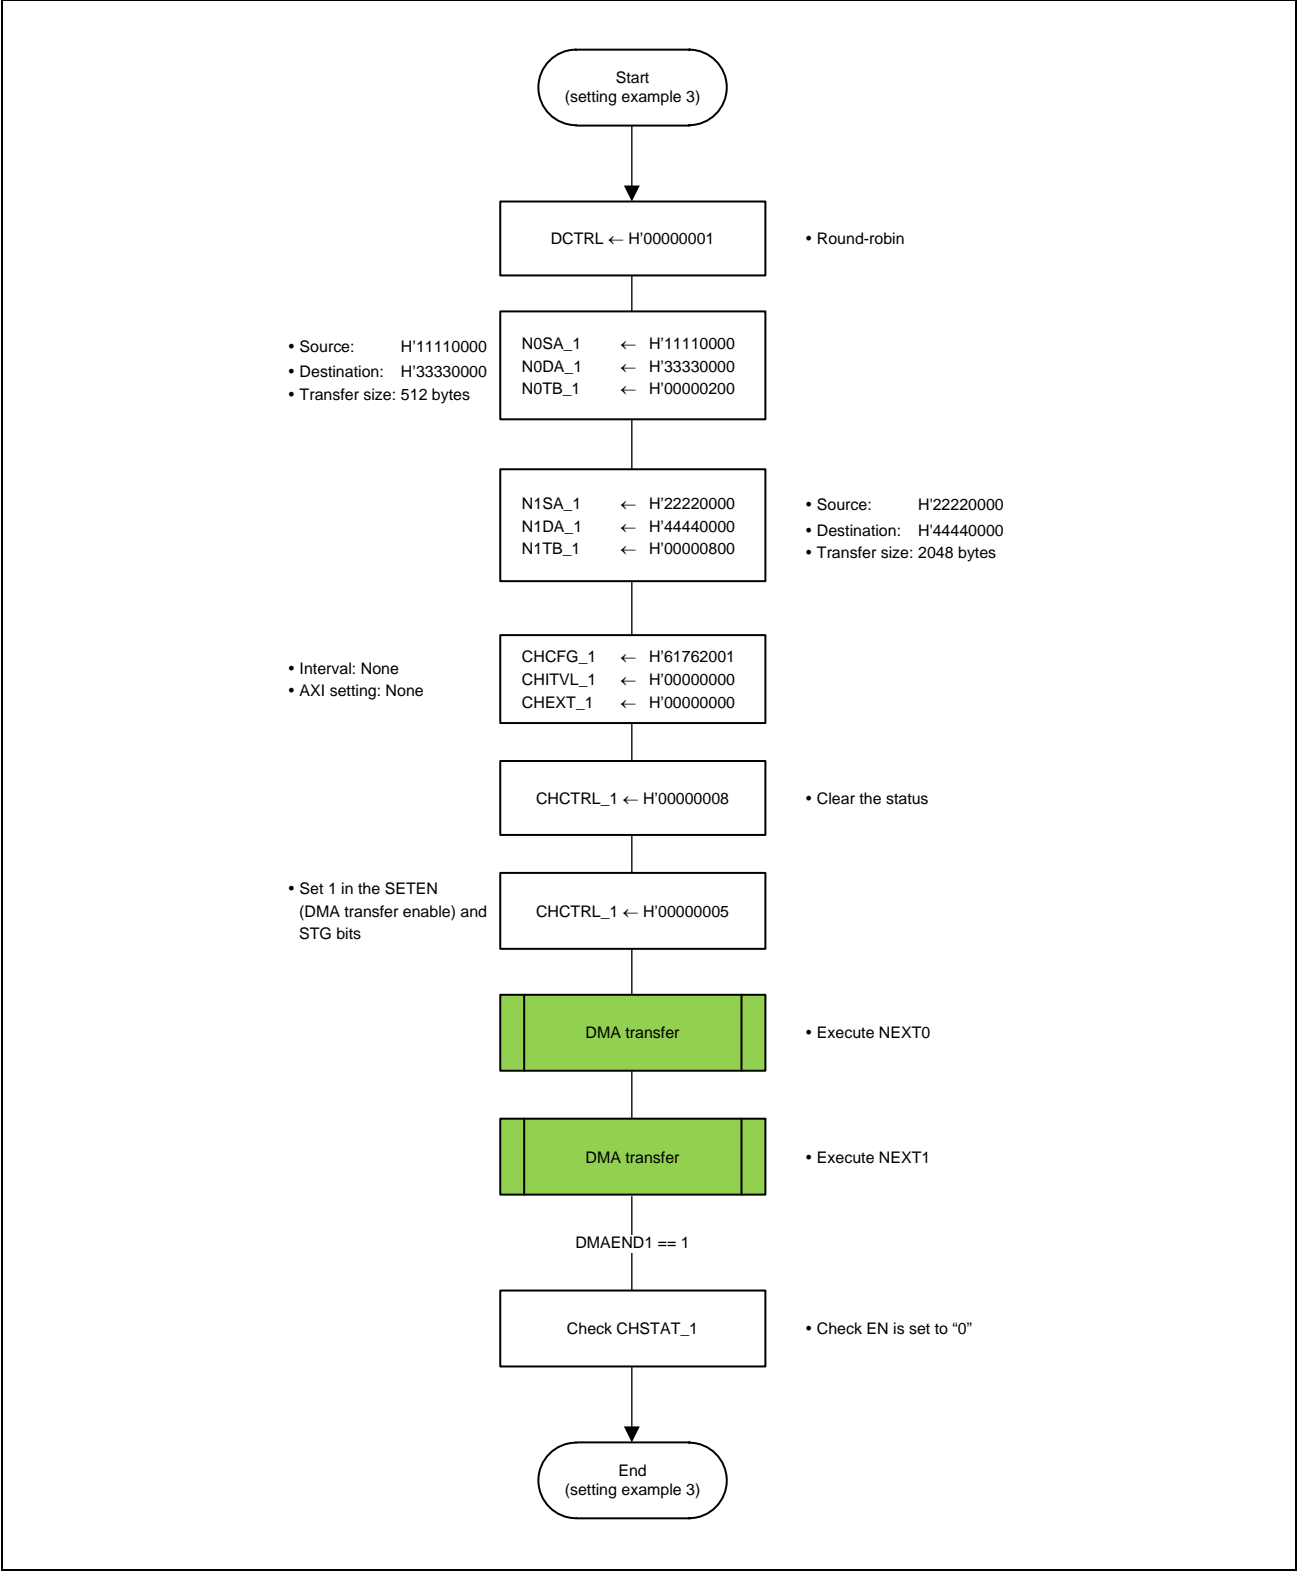 Start
(setting example 3)
DCTRL ← H’00000001
• Round-robin
• Source: H’11110000
• Destination: H’33330000
• Transfer size: 512 bytes
N0SA_1 ← H’11110000
N0DA_1 ← H’33330000
N0TB_1 ← H’00000200
N1SA_1 ← H’22220000
N1DA_1 ← H’44440000
N1TB_1 ← H’00000800
• Source: H’22220000
• Destination: H’44440000
• Transfer size: 2048 bytes
• Interval: None
• AXI setting: None
CHCFG_1 ← H’61762001
CHITVL_1 ← H’00000000
CHEXT_1 ← H’00000000
CHCTRL_1 ← H’00000008
• Clear the status
• Set 1 in the SETEN
(DMA transfer enable) and
STG bits
CHCTRL_1 ← H’00000005
DMA transfer
• Execute NEXT0
DMA transfer
• Execute NEXT1
DMAEND1 == 1
Check CHSTAT_1
• Check EN is set to “0”
End
(setting example 3)